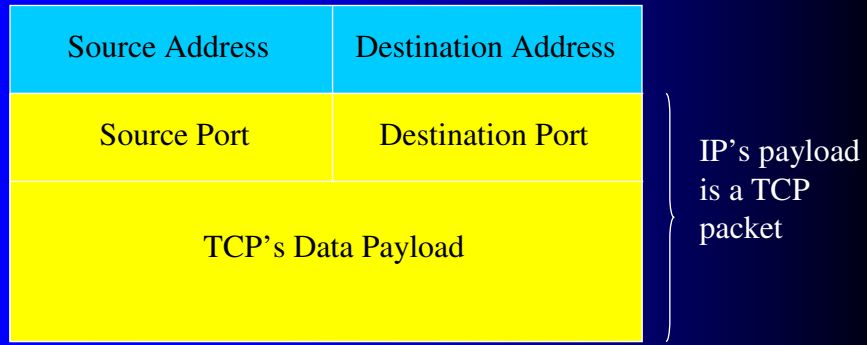 Source Address
Destination Address
Source Port
Destination Port
TCP’s Data Payload
IP’s payload
is a TCP
packet